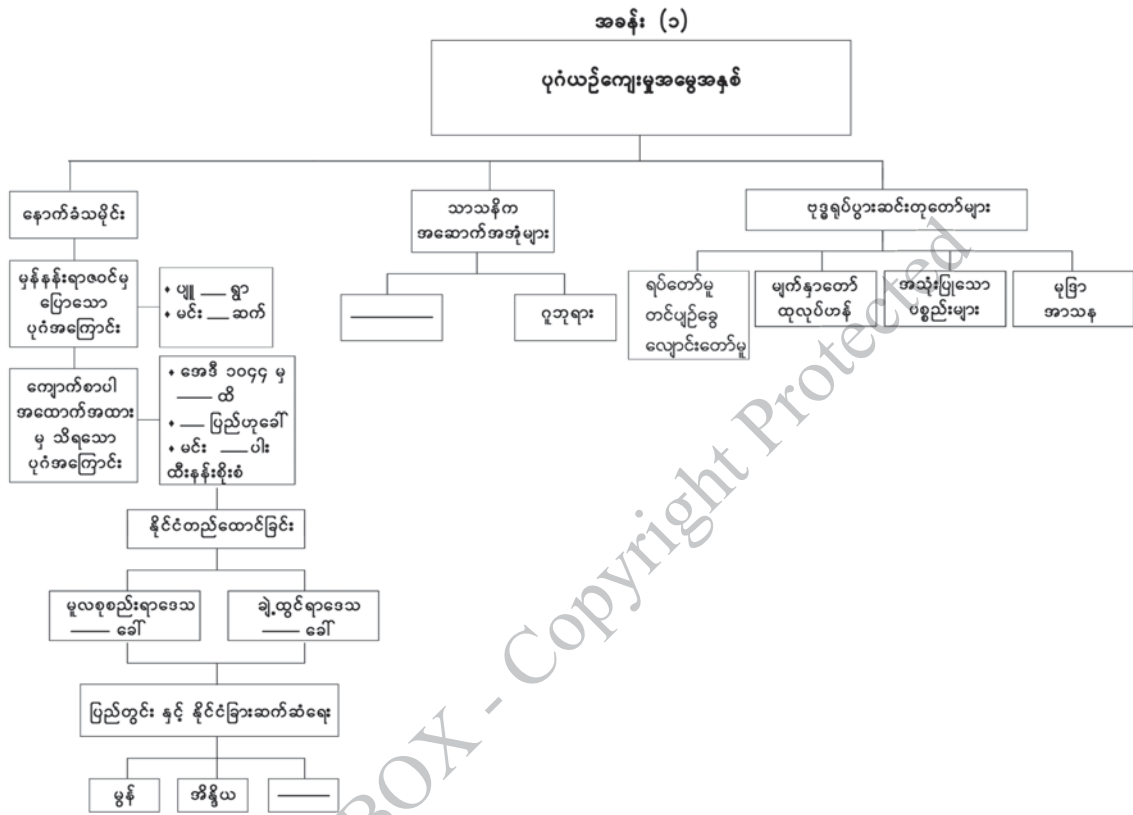 အခန်း (၁)
ပုဂံယဉ်ကျေးမှုအမွေအနှစ်
နောက်ခံသမိုင်း
မှန်နန်းရာဇဝင်မှ
ပြောသော
ပုဂံအကြောင်း
• ပျူ ___ ရွာ
• မင်း ___ ဆက်
ကျောက်စာပါ
အထောက်အထား
မှ သိရသော
ပုဂံအကြောင်း
• အေဒီ ၁၀၄၄ မှ
___ ထိ
• ___ ပြည်ဟုခေါ်
• မင်း ___ ပါး
ထီးနန်းစိုးစံ
နိုင်ငံတည်ထောင်ခြင်း
မူလစုစည်းရာဒေသ
___ ခေါ်
ချဲ့ထွင်ရာဒေသ
___ ခေါ်
ပြည်တွင်း နှင့် နိုင်ငံခြားဆက်ဆံရေး
မွန်
အိန္ဒိယ
___
သာသနိက
အဆောက်အအုံများ
___
ဂူဘုရား
ဗုဒ္ဓရုပ်ပွားဆင်းတုတော်များ
ရပ်တော်မူ
တင်ပျဉ်ခွေ
လျောင်းတော်မူ
မျက်နှာတော်
ထုလုပ်ဟန်
အသုံးပြုသော
ပစ္စည်းများ
မုဒြာ
အာသန
BOX - Copyright Protected